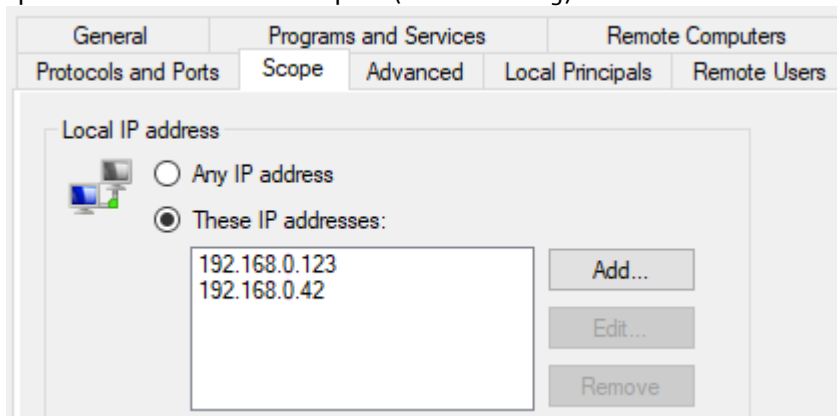 General Programs and Services Remote Computers
Protocols and Ports Scope Advanced Local Principals Remote Users
Local IP address
Any IP address
These IP addresses:
192.168.0.123
192.168.0.42
Add...
Edit...
Remove